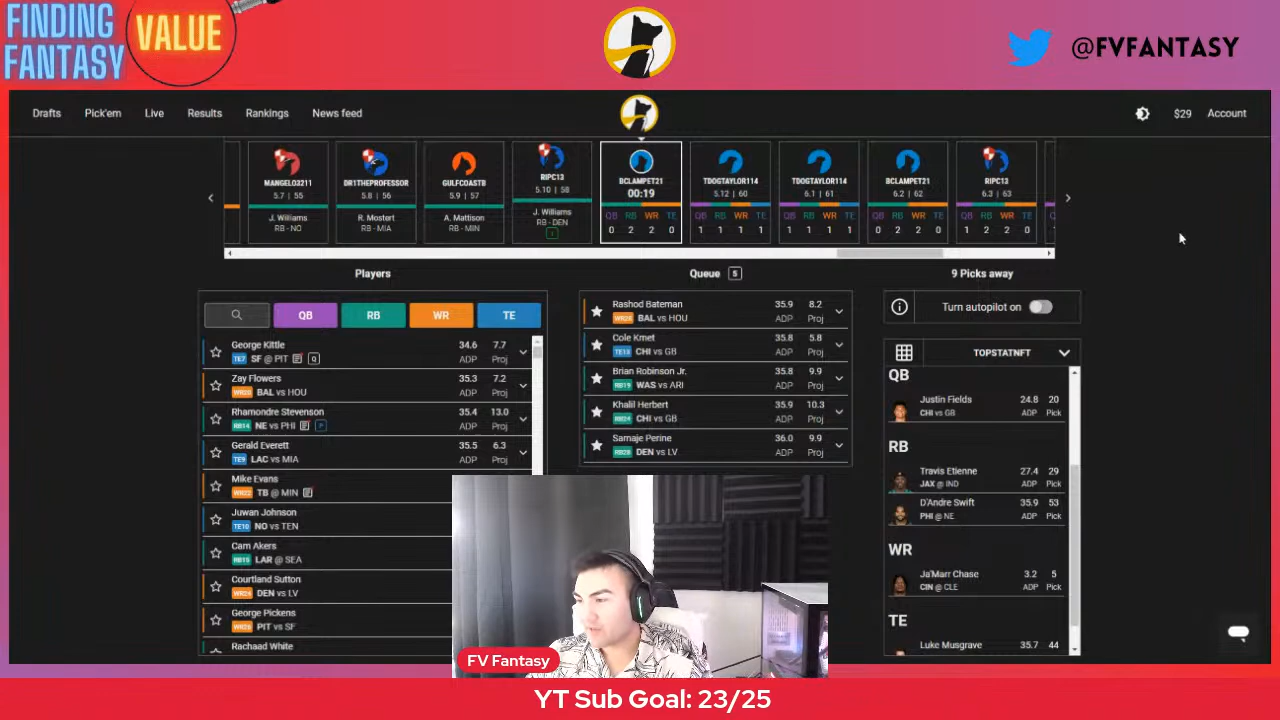 FINDING
FANTASY
VALUE
@FVFANTASY
Drafts Pick'em Live Results Rankings News feed
$29 Account
MANGELO3211
5.7 | 55
J. Williams
RB - NO
DR1THEPROFESSOR
5.8 | 56
R. Mostert
RB - MIA
GULFCOASTB
5.9 | 57
A. Mattison
RB - MIN
RIPC13
5.10 | 58
J. Williams
RB - DEN
BCLAMPET21
00:19
QB RB WR TE
0 2 2 0
TDOGTAYLOR114
5.12 | 60
QB RB WR TE
1 1 1 1
TDOGTAYLOR114
6.1 | 61
QB RB WR TE
1 1 1 1
BCLAMPET21
6.2 | 62
QB RB WR TE
0 2 2 0
RIPC13
6.3 | 63
QB RB WR TE
1 2 2 0
Players
QB RB WR TE
George Kittle 34.6 7.7
TE7 SF @ PIT Q ADP Proj
Zay Flowers 35.3 7.2
WR20 BAL vs HOU ADP Proj
Rhamondre Stevenson 35.4 13.0
RB14 NE vs PHI P ADP Proj
Gerald Everett 35.5 6.3
TE9 LAC vs MIA ADP Proj
Mike Evans
WR22 TB @ MIN
Juwan Johnson
TE10 NO vs TEN
Cam Akers
RB15 LAR @ SEA
Courtland Sutton
WR24 DEN vs LV
George Pickens
PIT vs SF
Rachaad White
Queue 5
Rashod Bateman 35.9 8.2
BAL vs HOU ADP Proj
Cole Kmet 35.8 5.8
TE13 CHI vs GB ADP Proj
Brian Robinson Jr. 35.8 9.9
RB19 WAS vs ARI ADP Proj
Khalil Herbert 35.9 10.3
RB24 CHI vs GB ADP Proj
Samaje Perine 36.0 9.9
RB28 DEN vs LV ADP Proj
9 Picks away
Turn autopilot on
TOPSTATNFT
QB
Justin Fields 24.8 20
CHI vs GB ADP Pick
RB
Travis Etienne 27.4 29
JAX @ IND ADP Pick
D'Andre Swift 35.9 53
PHI @ NE ADP Pick
WR
Ja'Marr Chase 3.2 5
CIN @ CLE ADP Pick
TE
Luke Musgrave 35.7 44
FV Fantasy
YT Sub Goal: 23/25